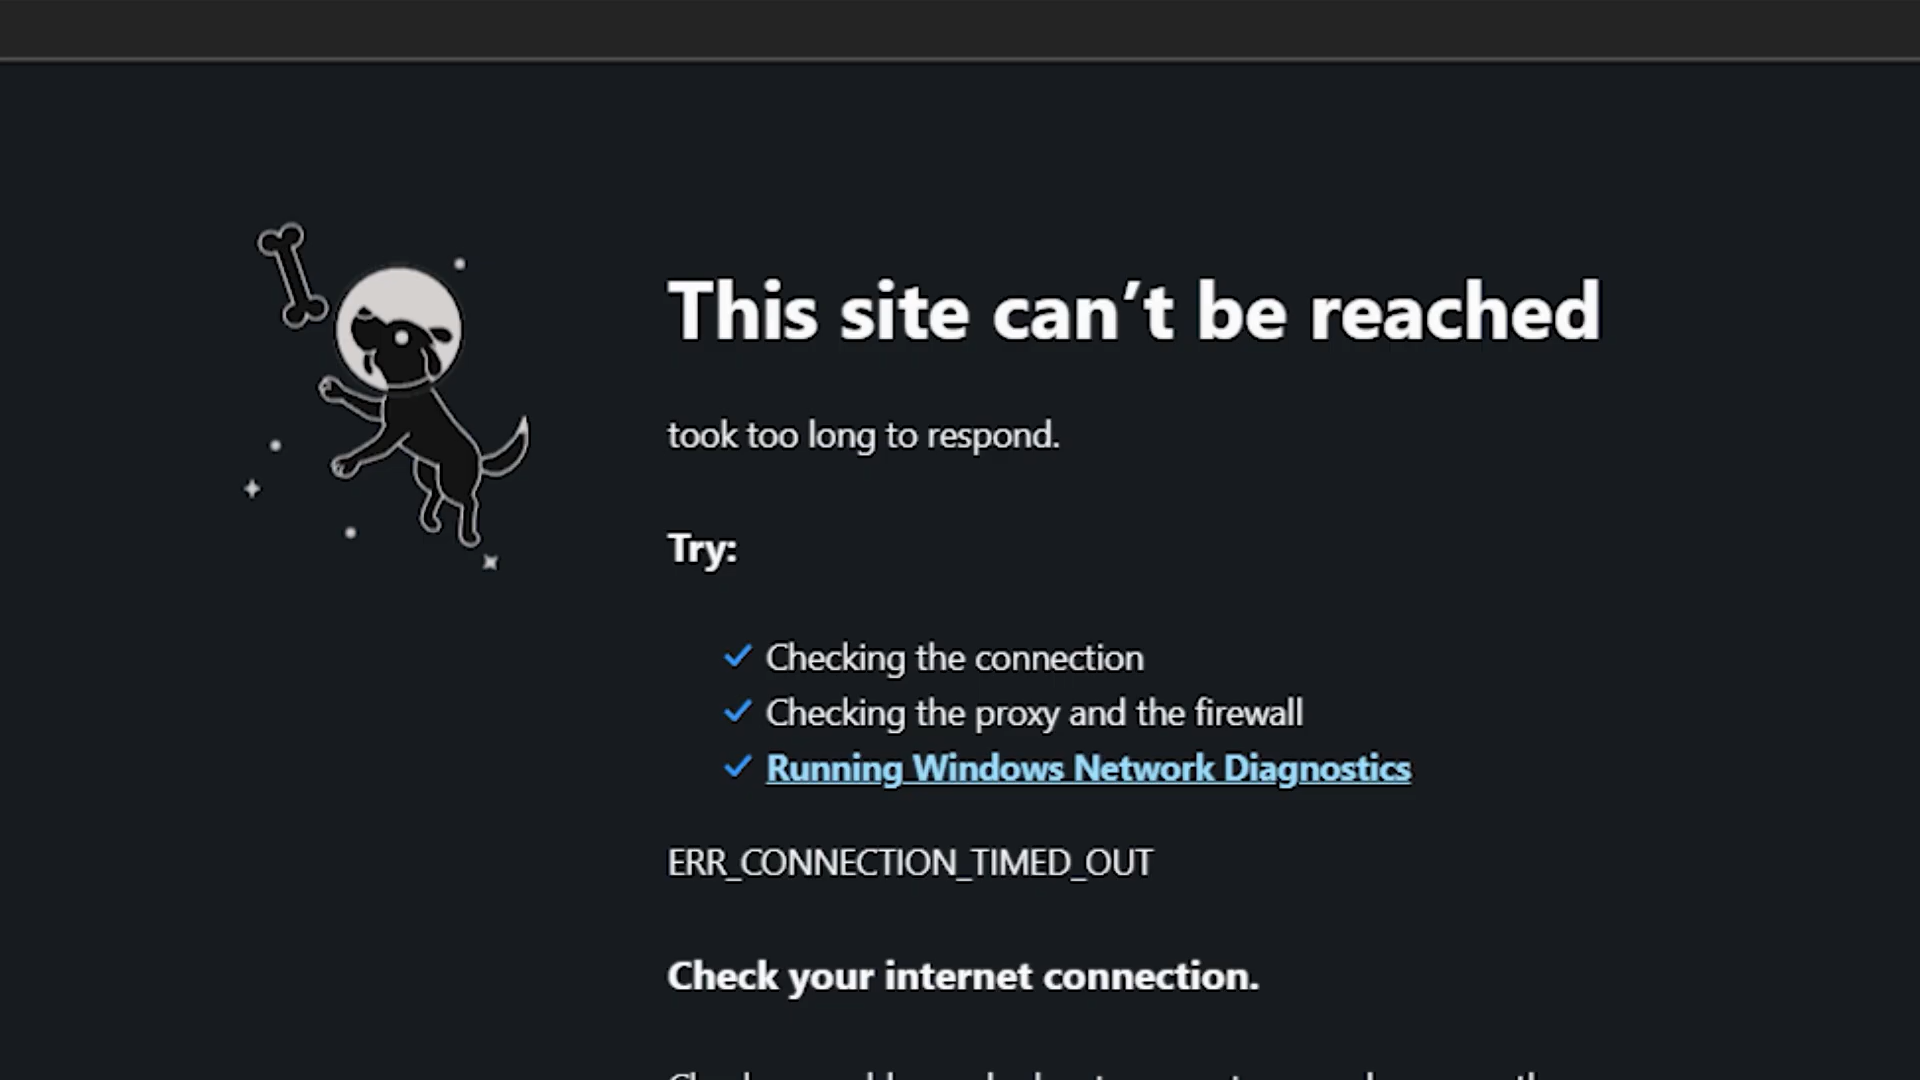 This site can’t be reached
took too long to respond.
Try:
Checking the connection
Checking the proxy and the firewall
Running Windows Network Diagnostics
ERR_CONNECTION_TIMED_OUT
Check your internet connection.